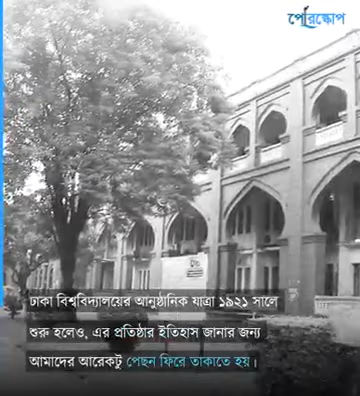 পেরিস্কোপ
ঢাকা বিশ্ববিদ্যালয়ের আনুষ্ঠানিক যাত্রা ১৯২১ সালে
শুরু হলেও, এর প্রতিষ্ঠার ইতিহাস জানার জন্য
আমাদের আরেকটু পেছন ফিরে তাকাতে হয়।